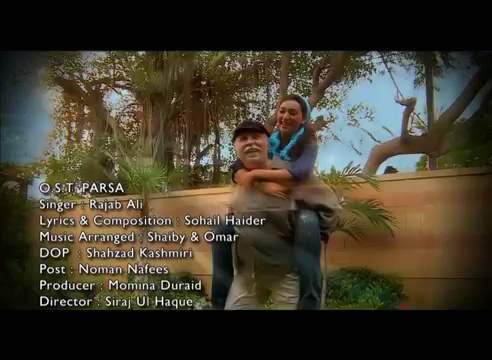 O.S.T: PARSA
Singer : Rajab Ali
Lyrics & Composition : Sohail Haider
Music Arranged : Shaiby & Omar
DOP : Shahzad Kashmiri
Post : Noman Nafees
Producer : Momina Duraid
Director : Siraj Ul Haque